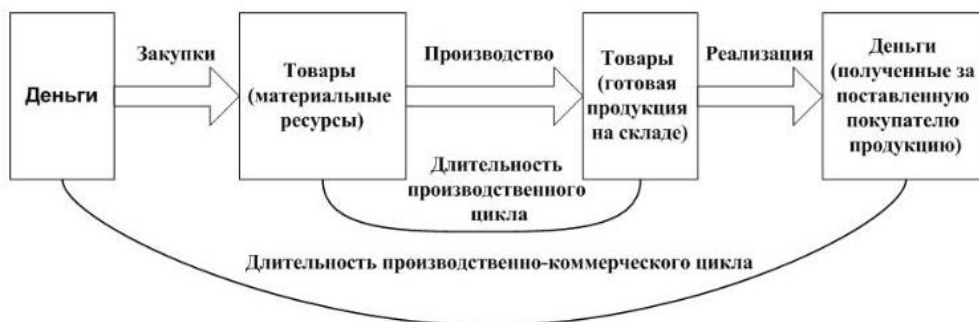 Деньги
Закупки
Товары
(материальные
ресурсы)
Производство
Товары
(готовая
продукция
на складе)
Реализация
Деньги
(полученные за
поставленную
покупателю
продукцию)
Длительность
производственного
цикла
Длительность производственно-коммерческого цикла